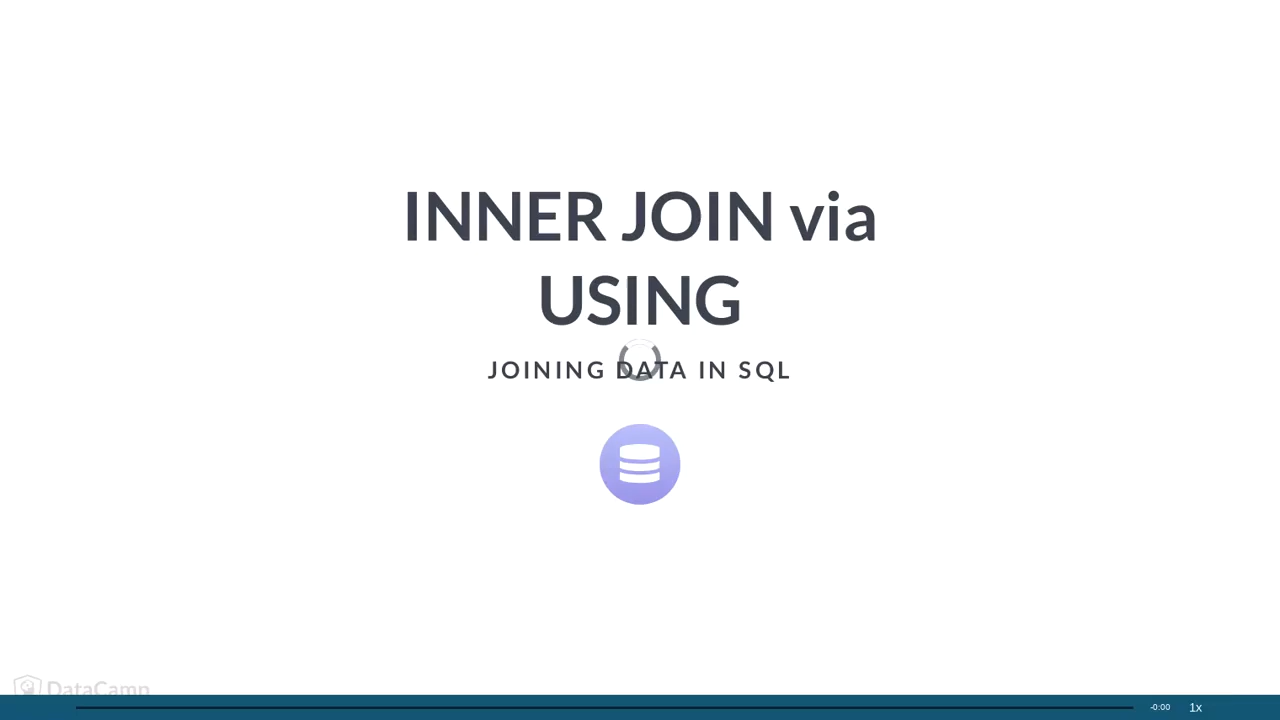 INNER JOIN via
USING
JOINING DATA IN SQL
DataCamp
-0:00
1x